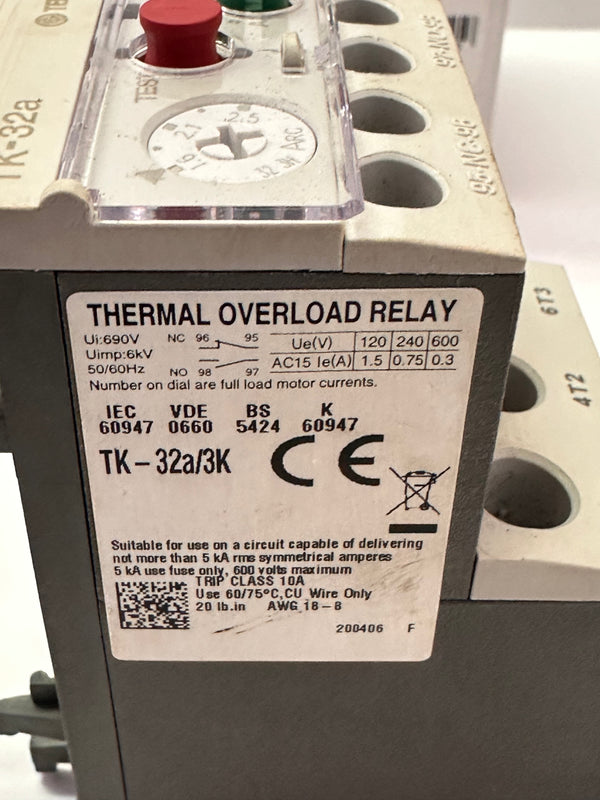 TK-32a
TEST
2.5
2.1
1.6
32
34
ARC
95-NC-96
6T3
4T2
THERMAL OVERLOAD RELAY
Ui:690V NC 96 95 Ue(V) 120 240 600
Uimp:6kV
50/60Hz NO 98 97 AC15 Ie(A) 1.5 0.75 0.3
Number on dial are full load motor currents.
IEC VDE BS K
60947 0660 5424 60947
TK-32a/3K CE
Suitable for use on a circuit capable of delivering
not more than 5 kA rms symmetrical amperes
5 kA use fuse only, 600 volts maximum
TRIP CLASS 10A
Use 60/75°C,CU Wire Only
20 lb.in AWG 18-8
200406 F